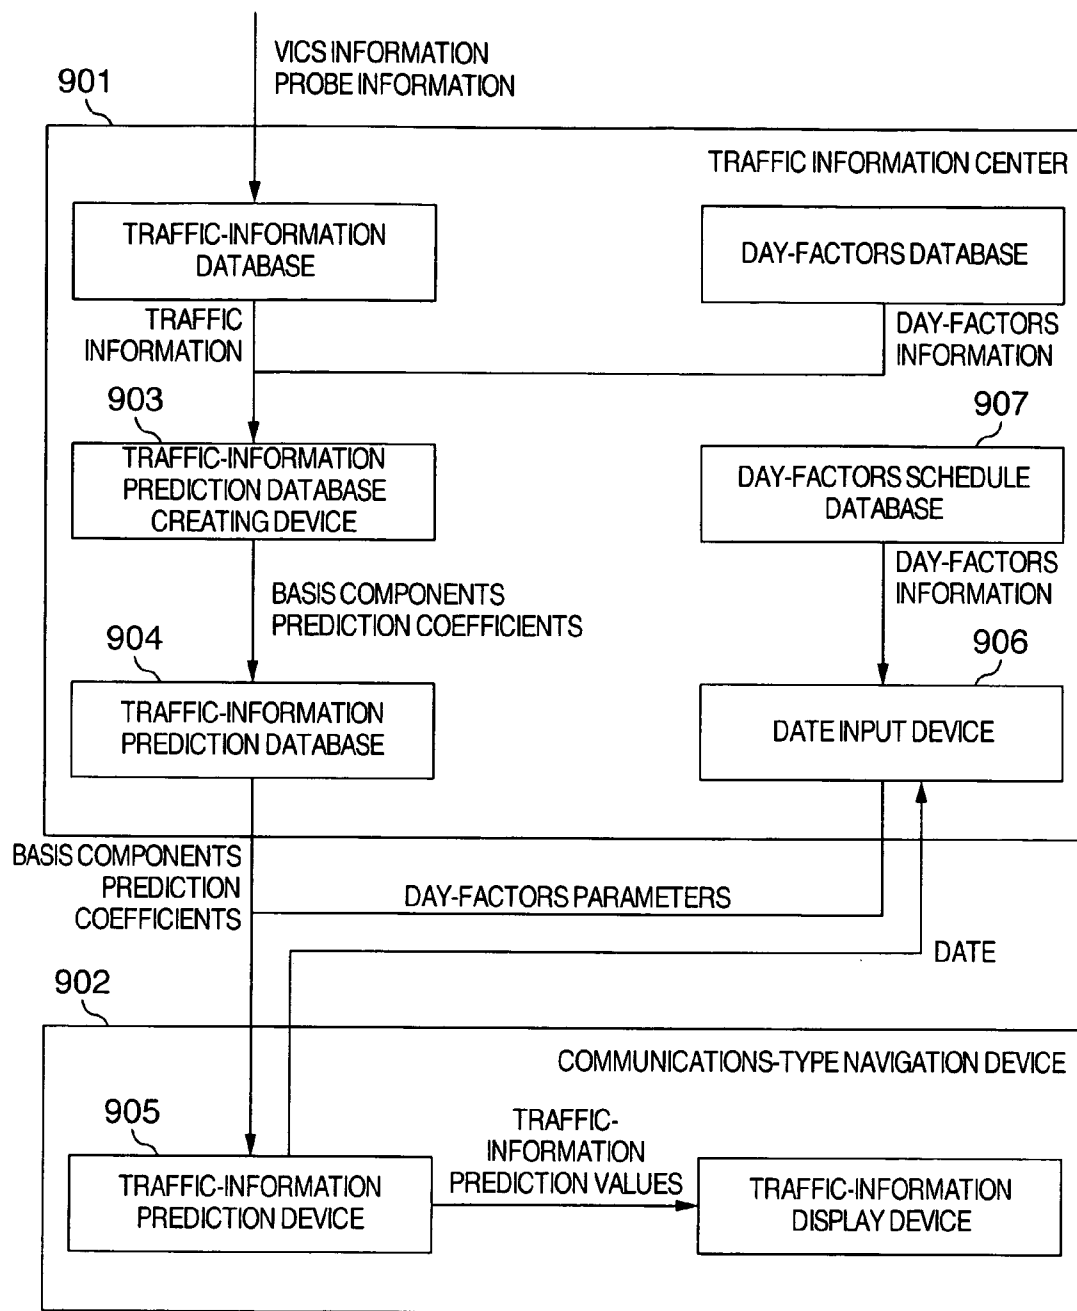 VICS INFORMATION
PROBE INFORMATION
901
TRAFFIC INFORMATION CENTER
TRAFFIC-INFORMATION
DATABASE
DAY-FACTORS DATABASE
TRAFFIC
INFORMATION
DAY-FACTORS
INFORMATION
903
TRAFFIC-INFORMATION
PREDICTION DATABASE
CREATING DEVICE
907
DAY-FACTORS SCHEDULE
DATABASE
DAY-FACTORS
INFORMATION
BASIS COMPONENTS
PREDICTION COEFFICIENTS
904
TRAFFIC-INFORMATION
PREDICTION DATABASE
906
DATE INPUT DEVICE
BASIS COMPONENTS
PREDICTION
COEFFICIENTS
DAY-FACTORS PARAMETERS
DATE
902
COMMUNICATIONS-TYPE NAVIGATION DEVICE
905
TRAFFIC-INFORMATION
PREDICTION DEVICE
TRAFFIC-
INFORMATION
PREDICTION VALUES
TRAFFIC-INFORMATION
DISPLAY DEVICE